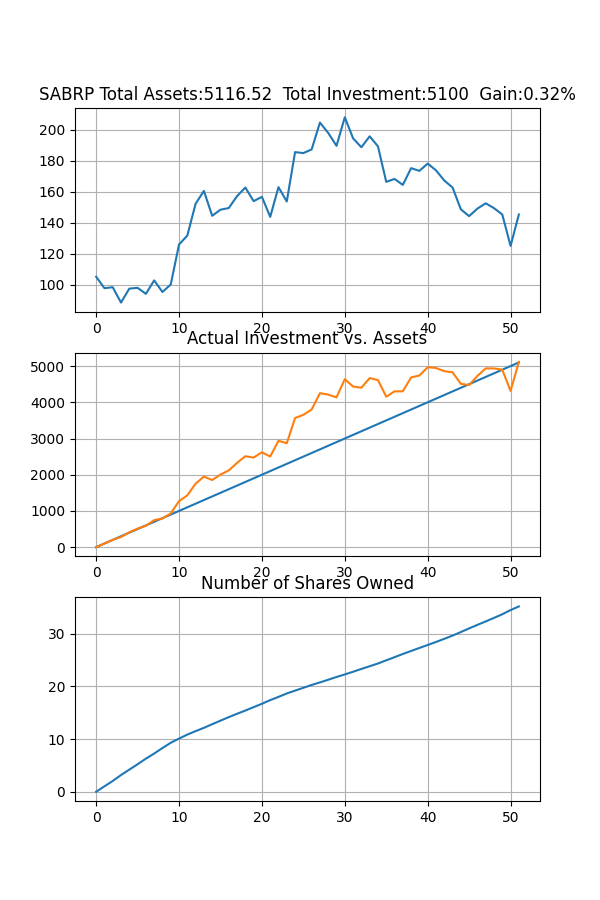 SABRP Total Assets:5116.52  Total Investment:5100  Gain:0.32%
200
180
160
140
120
100
0 10 20 30 40 50
Actual Investment vs. Assets
5000
4000
3000
2000
1000
0
0 10 20 30 40 50
Number of Shares Owned
30
20
10
0
0 10 20 30 40 50